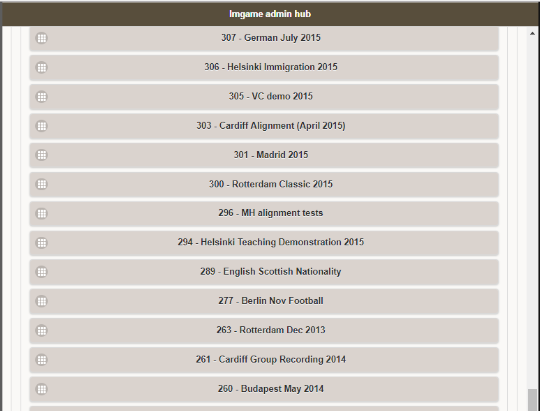 Imgame admin hub
307 - German July 2015
306 - Helsinki Immigration 2015
305 - VC demo 2015
303 - Cardiff Alignment (April 2015)
301 - Madrid 2015
300 - Rotterdam Classic 2015
296 - MH alignment tests
294 - Helsinki Teaching Demonstration 2015
289 - English Scottish Nationality
277 - Berlin Nov Football
263 - Rotterdam Dec 2013
261 - Cardiff Group Recording 2014
260 - Budapest May 2014